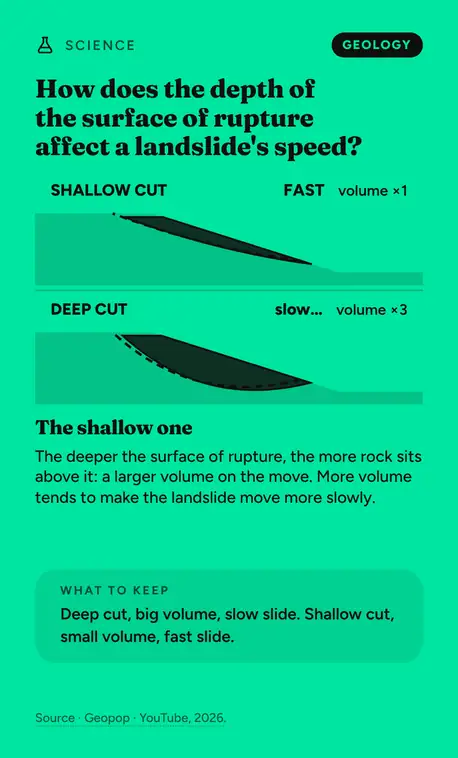 SCIENCE
GEOLOGY
How does the depth of
the surface of rupture
affect a landslide's speed?
SHALLOW CUT
FAST volume ×1
DEEP CUT
slow... volume ×3
The shallow one
The deeper the surface of rupture, the more rock sits
above it: a larger volume on the move. More volume
tends to make the landslide move more slowly.
WHAT TO KEEP
Deep cut, big volume, slow slide. Shallow cut,
small volume, fast slide.
Source · Geopop · YouTube, 2026.